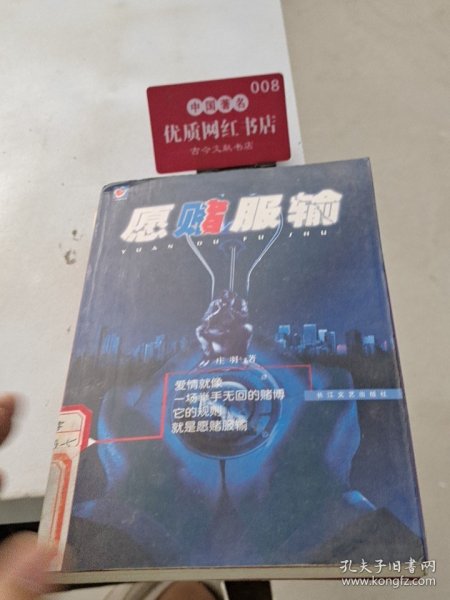 008
中国著名
优质网红书店
古今文献书店
愿赌服输
YUAN DU FU SHU
庄羽 著
爱情就像
一场举手无回的赌博
它的规则
就是愿赌服输
长江文艺出版社
孔夫子旧书网
www.kongfz.com